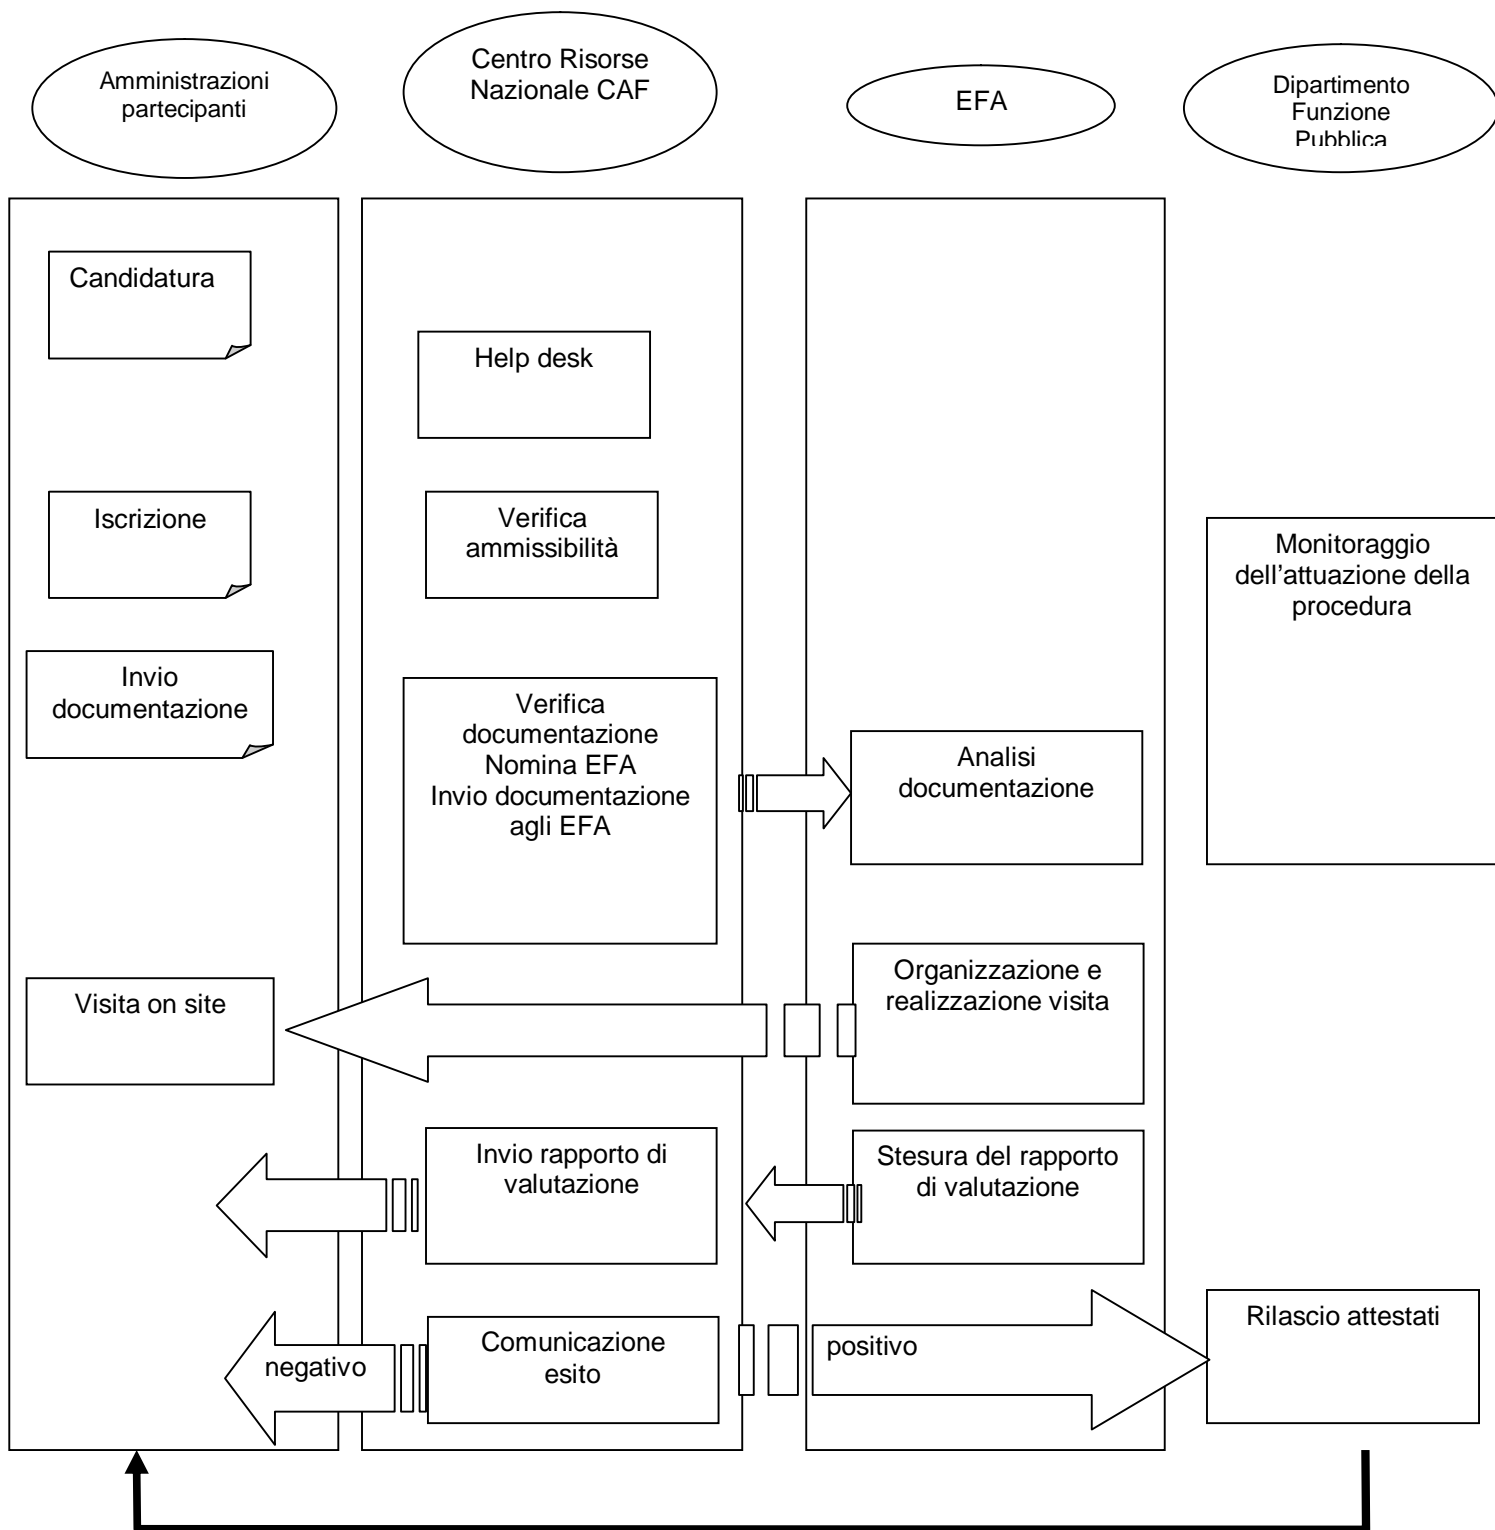 Amministrazioni
partecipanti
Centro Risorse
Nazionale CAF
EFA
Dipartimento
Funzione
Pubblica
Candidatura
Help desk
Iscrizione
Verifica
ammissibilità
Monitoraggio
dell’attuazione della
procedura
Invio
documentazione
Verifica
documentazione
Nomina EFA
Invio documentazione
agli EFA
Analisi
documentazione
Visita on site
Organizzazione e
realizzazione visita
Invio rapporto di
valutazione
Stesura del rapporto
di valutazione
negativo
Comunicazione
esito
positivo
Rilascio attestati